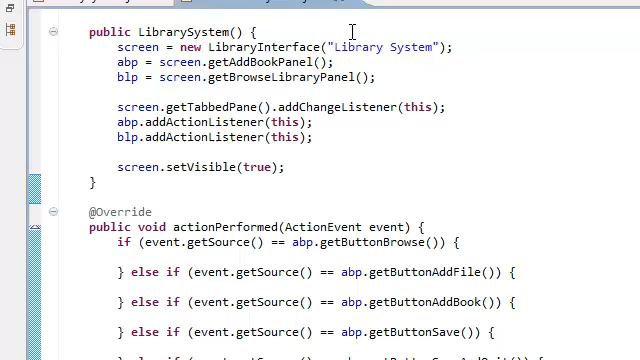 public LibrarySystem() {
screen = new LibraryInterface("Library System");
abp = screen.getAddBookPanel();
blp = screen.getBrowseLibraryPanel();
screen.getTabbedPane().addChangeListener(this);
abp.addActionListener(this);
blp.addActionListener(this);
screen.setVisible(true);
}
@Override
public void actionPerformed(ActionEvent event) {
if (event.getSource() == abp.getButtonBrowse()) {
} else if (event.getSource() == abp.getButtonAddFile()) {
} else if (event.getSource() == abp.getButtonAddBook()) {
} else if (event.getSource() == abp.getButtonSave()) {